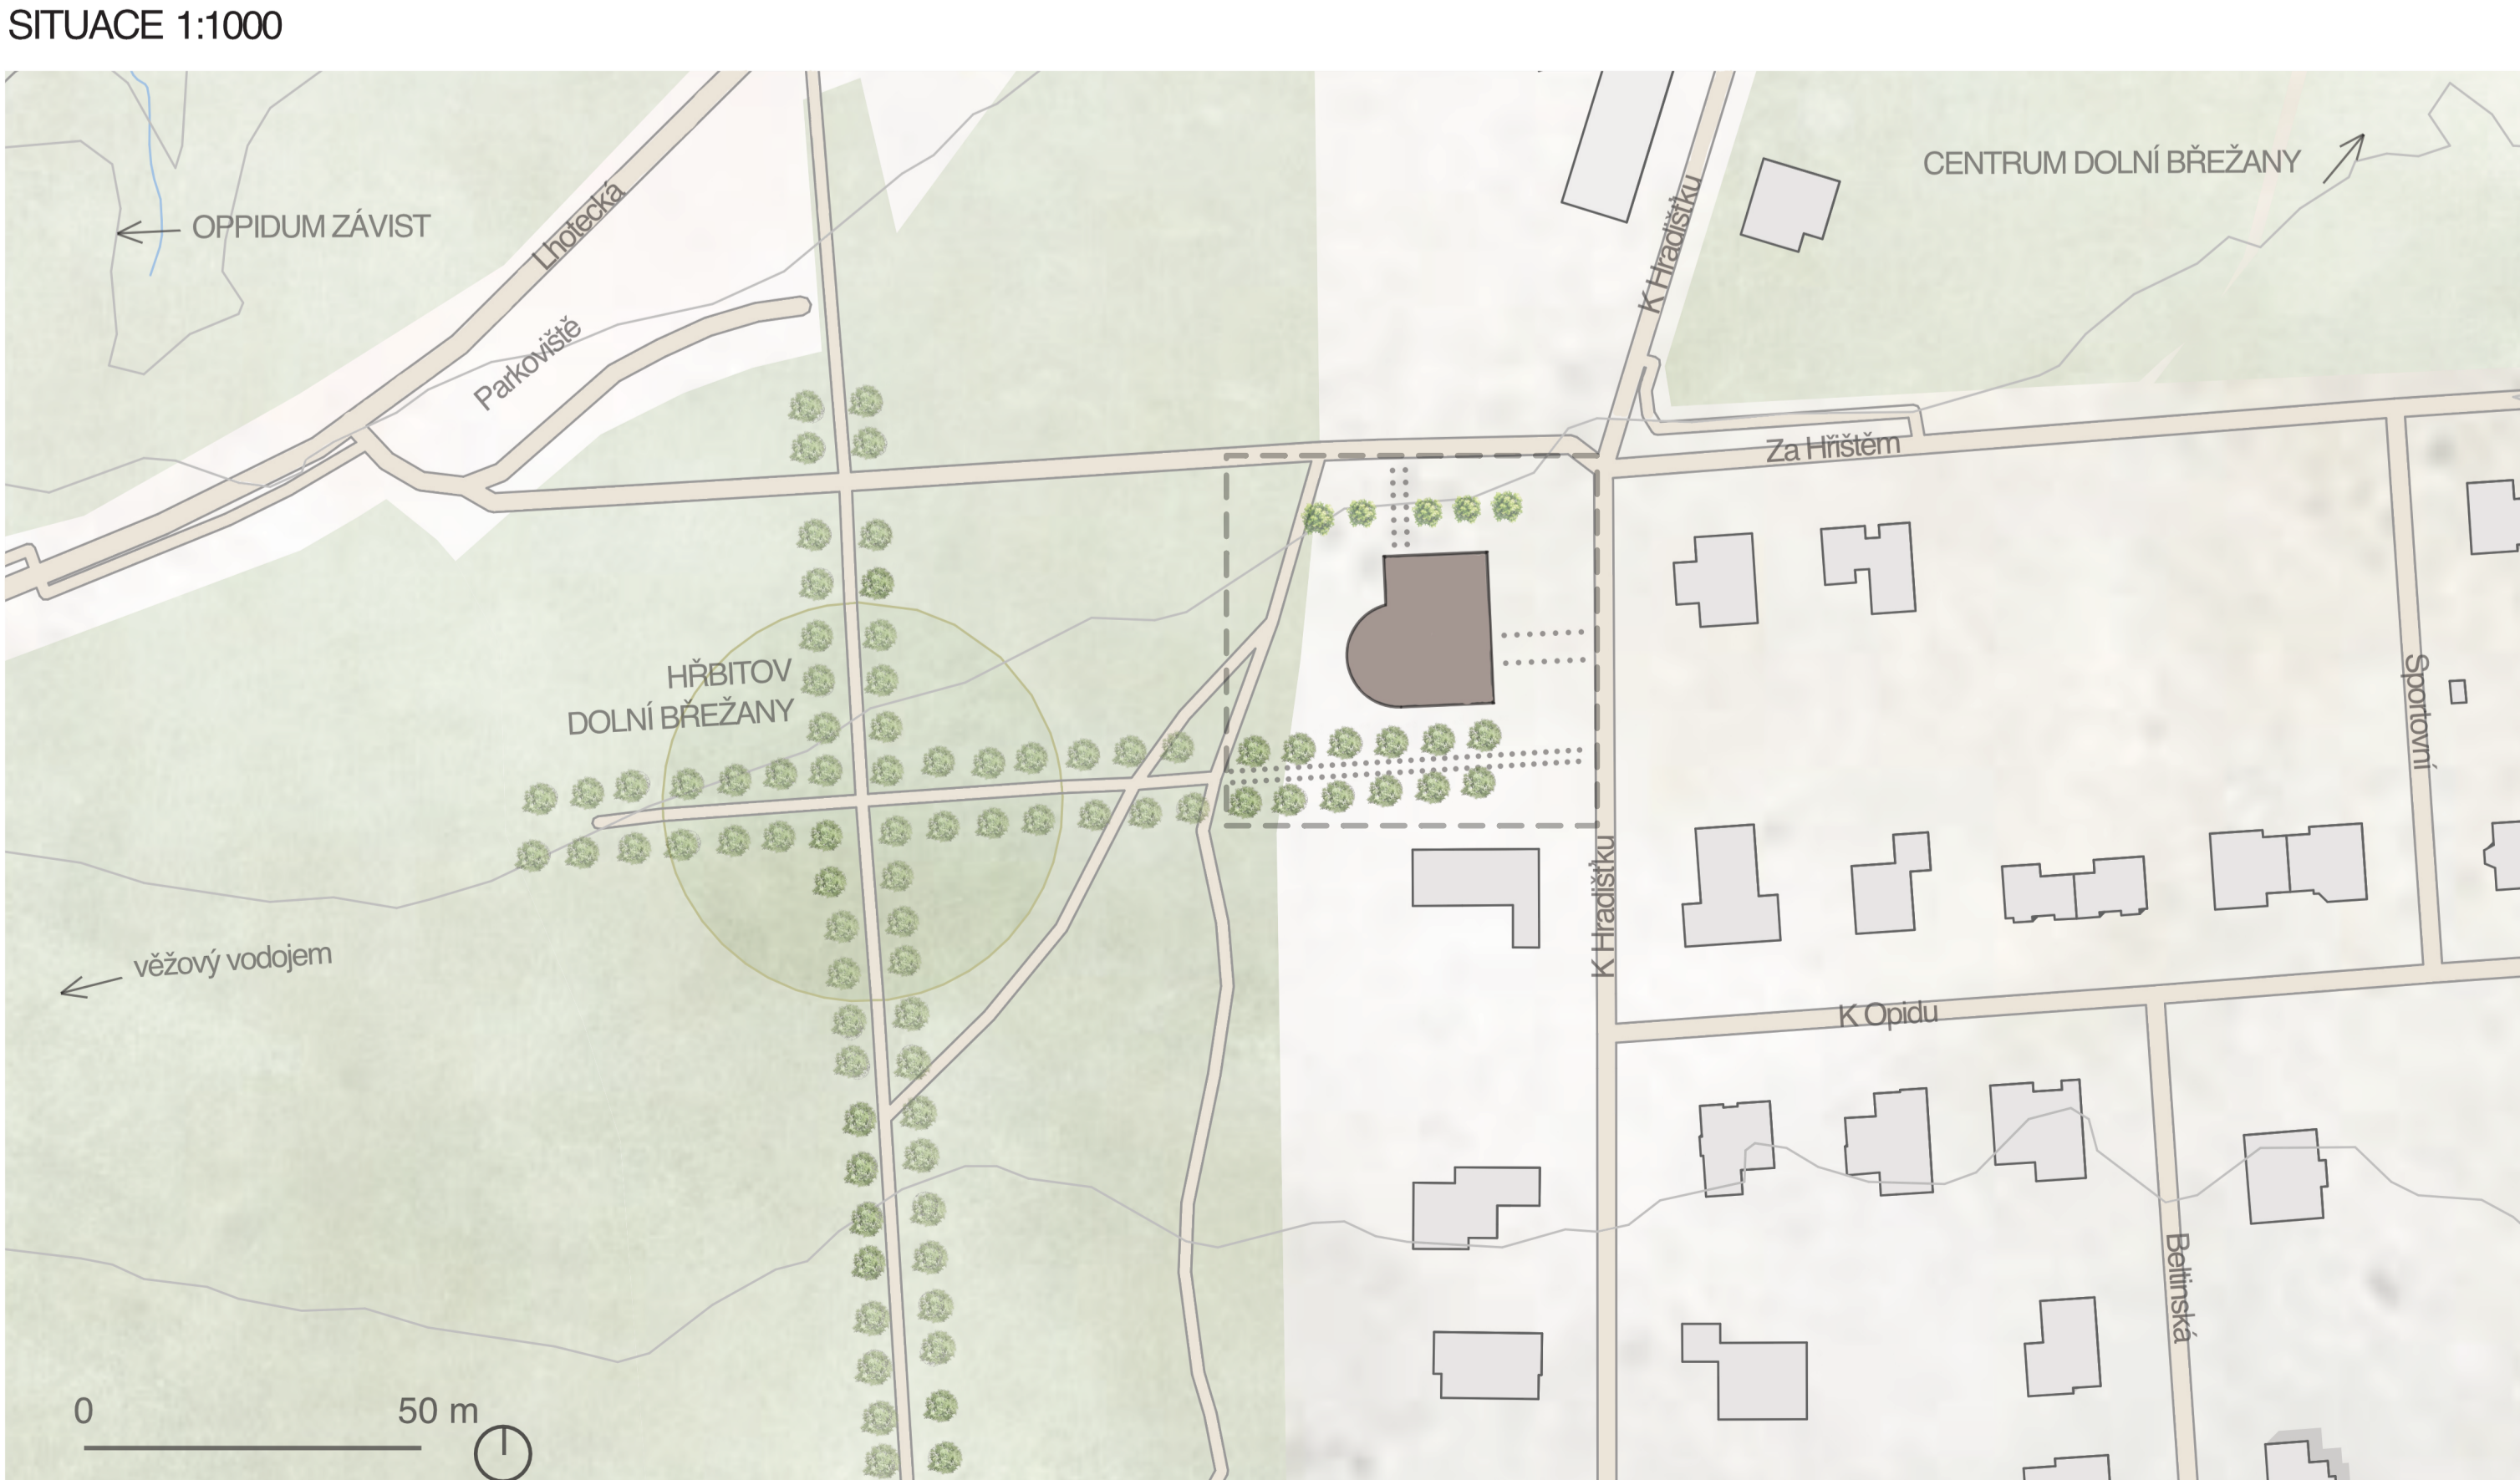 SITUACE 1:1000
CENTRUM DOLNÍ BŘEŽANY
OPPIDUM ZÁVIST
Lhotecká
K Hradišťku
Parkoviště
Za Hřištěm
HŘBITOV
DOLNÍ BŘEŽANY
Sportovní
K Hradišťku
věžový vodojem
K Opidu
Beltinská
0
50 m